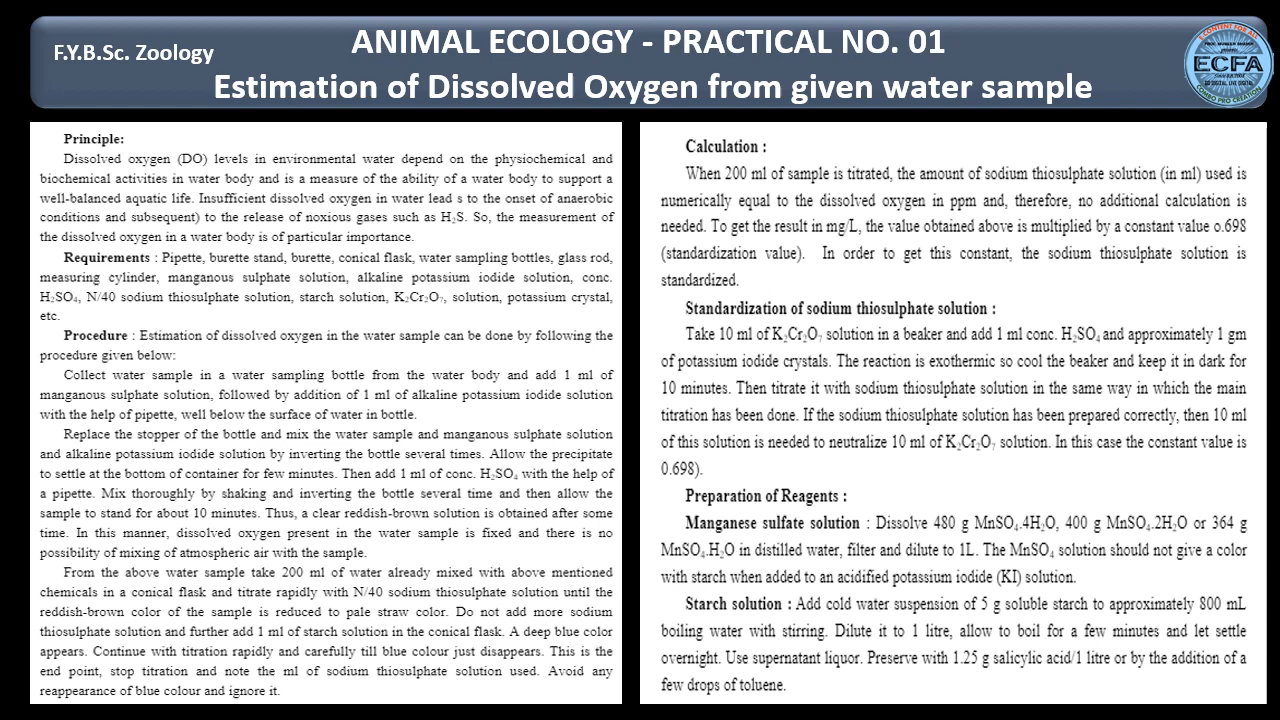 F.Y.B.Sc. Zoology
ANIMAL ECOLOGY - PRACTICAL NO. 01
Estimation of Dissolved Oxygen from given water sample
ECFA
Principle:
Dissolved oxygen (DO) levels in environmental water depend on the physiochemical and
biochemical activities in water body and is a measure of the ability of a water body to support a
well-balanced aquatic life. Insufficient dissolved oxygen in water lead s to the onset of anaerobic
conditions and subsequent) to the release of noxious gases such as H₂S. So, the measurement of
the dissolved oxygen in a water body is of particular importance.
Requirements : Pipette, burette stand, burette, conical flask, water sampling bottles, glass rod,
measuring cylinder, manganous sulphate solution, alkaline potassium iodide solution, conc.
H₂SO₄, N/40 sodium thiosulphate solution, starch solution, K₂Cr₂O₇, solution, potassium crystal,
etc.
Procedure : Estimation of dissolved oxygen in the water sample can be done by following the
procedure given below:
Collect water sample in a water sampling bottle from the water body and add 1 ml of
manganous sulphate solution, followed by addition of 1 ml of alkaline potassium iodide solution
with the help of pipette, well below the surface of water in bottle.
Replace the stopper of the bottle and mix the water sample and manganous sulphate solution
and alkaline potassium iodide solution by inverting the bottle several times. Allow the precipitate
to settle at the bottom of container for few minutes. Then add 1 ml of conc. H₂SO₄ with the help of
a pipette. Mix thoroughly by shaking and inverting the bottle several time and then allow the
sample to stand for about 10 minutes. Thus, a clear reddish-brown solution is obtained after some
time. In this manner, dissolved oxygen present in the water sample is fixed and there is no
possibility of mixing of atmospheric air with the sample.
From the above water sample take 200 ml of water already mixed with above mentioned
chemicals in a conical flask and titrate rapidly with N/40 sodium thiosulphate solution until the
reddish-brown color of the sample is reduced to pale straw color. Do not add more sodium
thiosulphate solution and further add 1 ml of starch solution in the conical flask. A deep blue color
appears. Continue with titration rapidly and carefully till blue colour just disappears. This is the
end point, stop titration and note the ml of sodium thiosulphate solution used. Avoid any
reappearance of blue colour and ignore it.
Calculation :
When 200 ml of sample is titrated, the amount of sodium thiosulphate solution (in ml) used is
numerically equal to the dissolved oxygen in ppm and, therefore, no additional calculation is
needed. To get the result in mg/L, the value obtained above is multiplied by a constant value o.698
(standardization value). In order to get this constant, the sodium thiosulphate solution is
standardized.
Standardization of sodium thiosulphate solution :
Take 10 ml of K₂Cr₂O₇ solution in a beaker and add 1 ml conc. H₂SO₄ and approximately 1 gm
of potassium iodide crystals. The reaction is exothermic so cool the beaker and keep it in dark for
10 minutes. Then titrate it with sodium thiosulphate solution in the same way in which the main
titration has been done. If the sodium thiosulphate solution has been prepared correctly, then 10 ml
of this solution is needed to neutralize 10 ml of K₂Cr₂O₇ solution. In this case the constant value is
0.698).
Preparation of Reagents :
Manganese sulfate solution : Dissolve 480 g MnSO₄.4H₂O, 400 g MnSO₄.2H₂O or 364 g
MnSO₄.H₂O in distilled water, filter and dilute to 1L. The MnSO₄ solution should not give a color
with starch when added to an acidified potassium iodide (KI) solution.
Starch solution : Add cold water suspension of 5 g soluble starch to approximately 800 mL
boiling water with stirring. Dilute it to 1 litre, allow to boil for a few minutes and let settle
overnight. Use supernatant liquor. Preserve with 1.25 g salicylic acid/1 litre or by the addition of a
few drops of toluene.